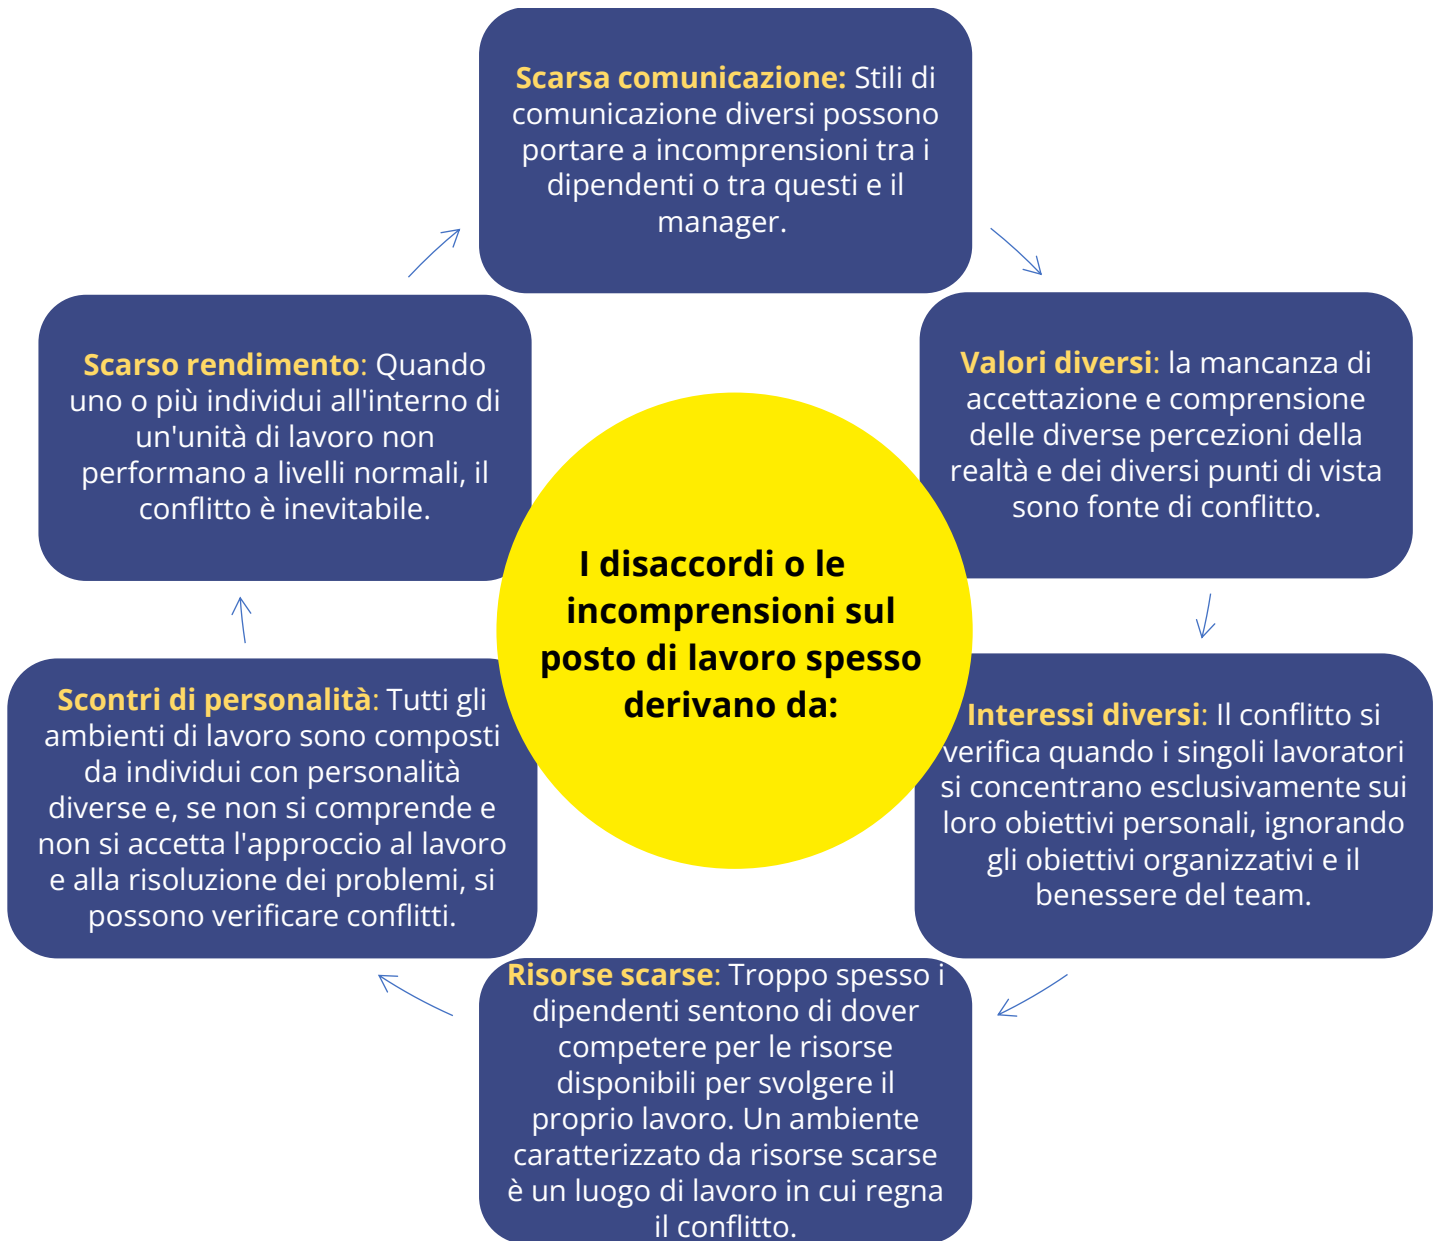 Scarsa comunicazione: Stili di
comunicazione diversi possono
portare a incomprensioni tra i
dipendenti o tra questi e il
manager.
Valori diversi: la mancanza di
accettazione e comprensione
delle diverse percezioni della
realtà e dei diversi punti di vista
sono fonte di conflitto.
Interessi diversi: Il conflitto si
verifica quando i singoli lavoratori
si concentrano esclusivamente sui
loro obiettivi personali, ignorando
gli obiettivi organizzativi e il
benessere del team.
Risorse scarse: Troppo spesso i
dipendenti sentono di dover
competere per le risorse
disponibili per svolgere il
proprio lavoro. Un ambiente
caratterizzato da risorse scarse
è un luogo di lavoro in cui regna
il conflitto.
Scontri di personalità: Tutti gli
ambienti di lavoro sono composti
da individui con personalità
diverse e, se non si comprende e
non si accetta l'approccio al lavoro
e alla risoluzione dei problemi, si
possono verificare conflitti.
Scarso rendimento: Quando
uno o più individui all'interno di
un'unità di lavoro non
performano a livelli normali, il
conflitto è inevitabile.
I disaccordi o le
incomprensioni sul
posto di lavoro spesso
derivano da: